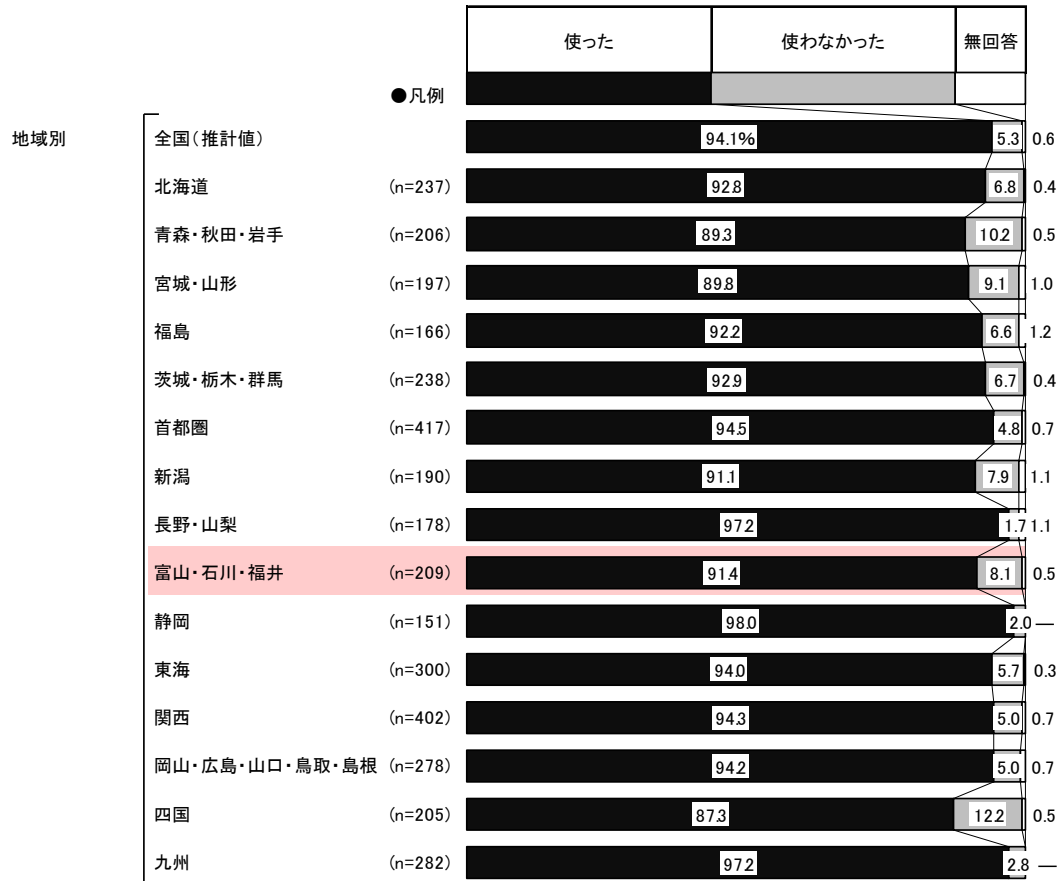 使った 使わなかった 無回答
●凡例
地域別 全国（推計値） 94.1% 5.3 0.6
北海道 (n=237) 92.8 6.8 0.4
青森・秋田・岩手 (n=206) 89.3 10.2 0.5
宮城・山形 (n=197) 89.8 9.1 1.0
福島 (n=166) 92.2 6.6 1.2
茨城・栃木・群馬 (n=238) 92.9 6.7 0.4
首都圏 (n=417) 94.5 4.8 0.7
新潟 (n=190) 91.1 7.9 1.1
長野・山梨 (n=178) 97.2 1.7 1.1
富山・石川・福井 (n=209) 91.4 8.1 0.5
静岡 (n=151) 98.0 2.0 ―
東海 (n=300) 94.0 5.7 0.3
関西 (n=402) 94.3 5.0 0.7
岡山・広島・山口・鳥取・島根 (n=278) 94.2 5.0 0.7
四国 (n=205) 87.3 12.2 0.5
九州 (n=282) 97.2 2.8 ―